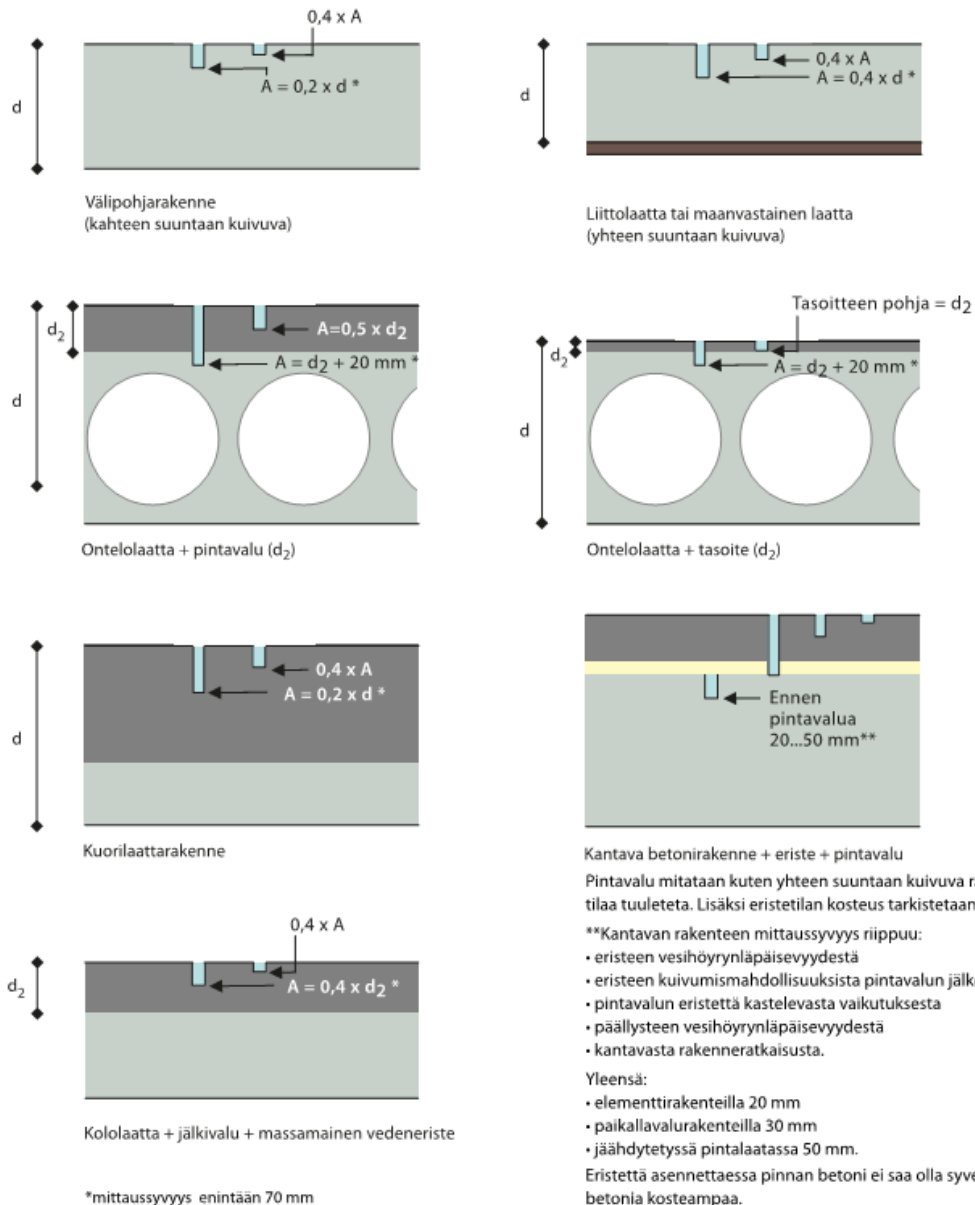 0,4 x A
d
A = 0,2 x d *
Välipohjarakenne
(kahteen suuntaan kuivuva)
d
0,4 x A
A = 0,4 x d *
Liittolaatta tai maanvastainen laatta
(yhteen suuntaan kuivuva)
d2
A=0,5 x d2
A = d2 + 20 mm *
d
Ontelolaatta + pintavalu (d2)
Tasoitteen pohja = d2
d2
A = d2 + 20 mm *
d
Ontelolaatta + tasoite (d2)
0,4 x A
A = 0,2 x d *
d
Kuorilaattarakenne
Ennen
pintavalua
20...50 mm**
Kantava betonirakenne + eriste + pintavalu
Pintavalu mitataan kuten yhteen suuntaan kuivuva
tilaa tuuleteta. Lisäksi eristetilan kosteus tarkistetaan
**Kantavan rakenteen mittaussyvyys riippuu:
• eristeen vesihöyrynläpäisevyydestä
• eristeen kuivumismahdollisuuksista pintavalun
• pintavalun eristettä kastelevasta vaikutuksesta
• päällysteen vesihöyrynläpäisevyydestä
• kantavasta rakenneratkaisusta.
Yleensä:
• elementtirakenteilla 20 mm
• paikallavalurakenteilla 30 mm
• jäähdytetyssä pintalaatassa 50 mm.
Eristettä asennettaessa pinnan betoni ei saa olla
betonia kosteampaa.
0,4 x A
d2
A = 0,4 x d2 *
Kololaatta + jälkivalu + massamainen vedeneriste
*mittaussyvyys enintään 70 mm